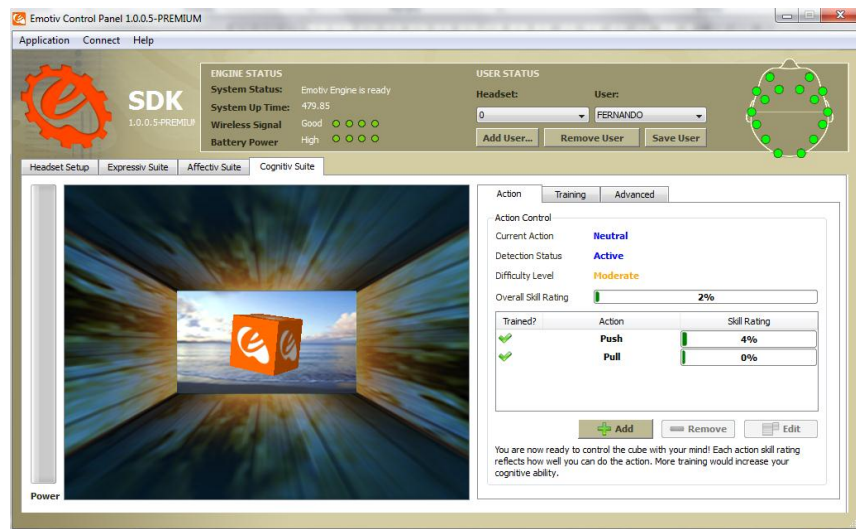 Emotiv Control Panel 1.0.0.5-PREMIUM
Application Connect Help
SDK
1.0.0.5-PREMIU
ENGINE STATUS
System Status: Emotiv Engine is ready
System Up Time: 479.85
Wireless Signal Good
Battery Power High
USER STATUS
Headset: User:
0 FERNANDO
Add User... Remove User Save User
Headset Setup Expressiv Suite Affectiv Suite Cognitiv Suite
Power
Action Training Advanced
Action Control
Current Action Neutral
Detection Status Active
Difficulty Level Moderate
Overall Skill Rating 2%
Trained? Action Skill Rating
Push 4%
Pull 0%
Add Remove Edit
You are now ready to control the cube with your mind! Each action skill rating
reflects how well you can do the action. More training would increase your
cognitive ability.